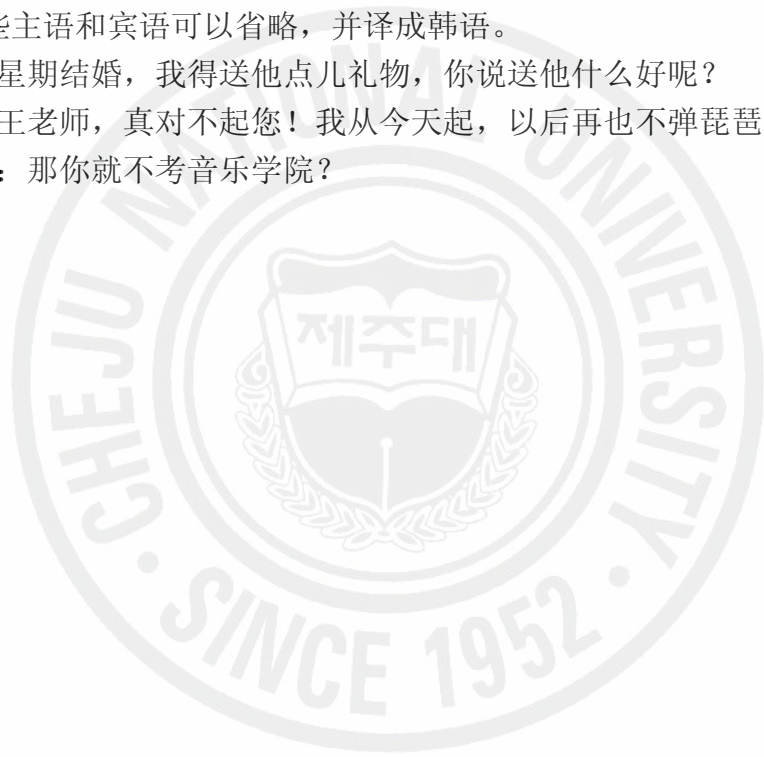 些主语和宾语可以省略，并译成韩语。
星期结婚，我得送他点儿礼物，你说送他什么好呢？
王老师，真对不起您！我从今天起，以后再也不弹琵琶
：那你就不考音乐学院？
CHEJU NATIONAL UNIVERSITY
제주대
· SINCE 1952 ·